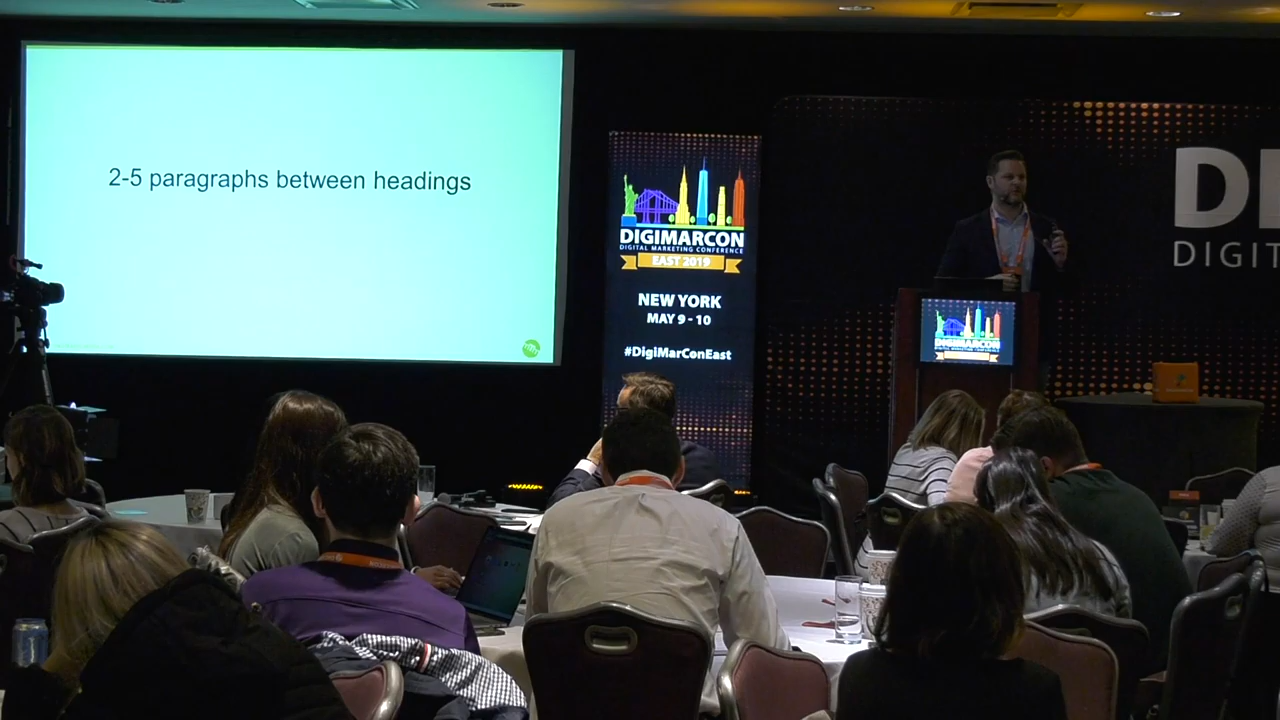 2-5 paragraphs between headings
DIGIMARCON
DIGITAL MARKETING CONFERENCE
EAST 2019
NEW YORK
MAY 9 - 10
#DigiMarConEast
DIGIMARCON
DIGIT